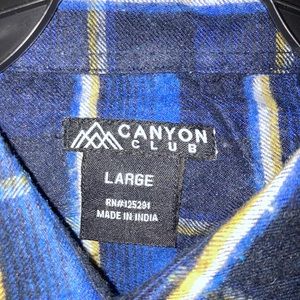 CANYON
CLUB
LARGE
RN#125291
MADE IN INDIA